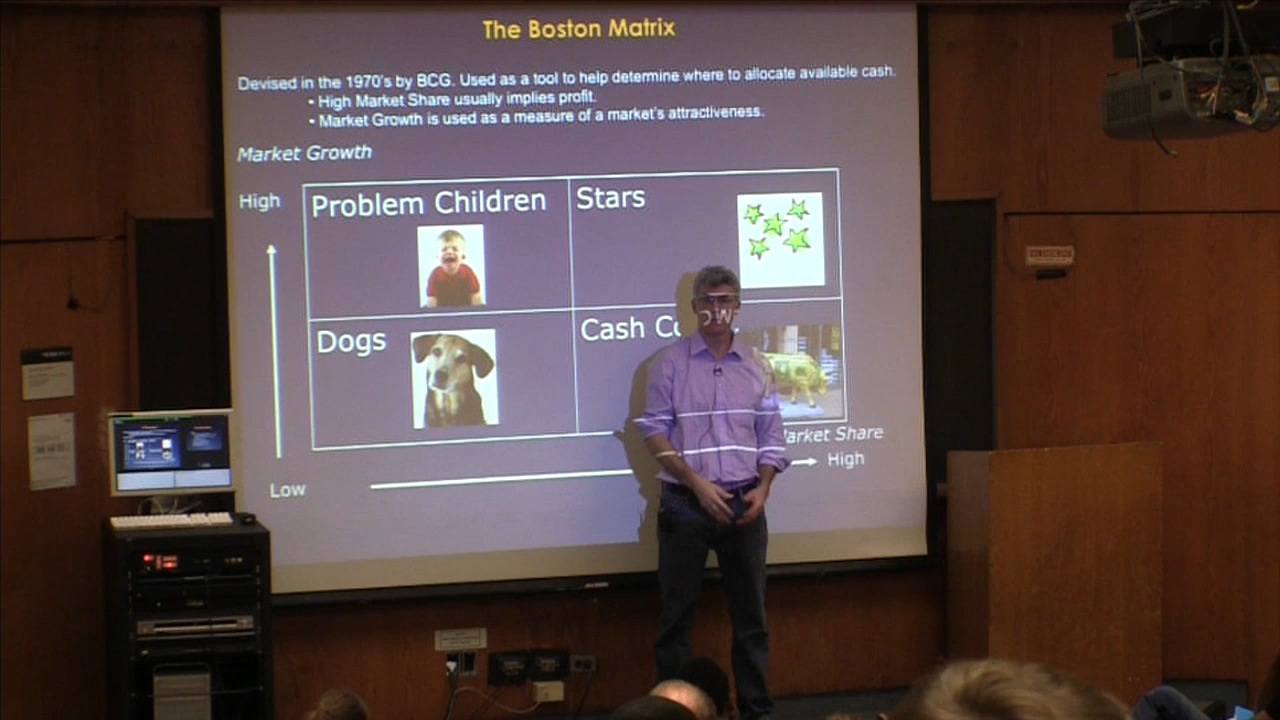 The Boston Matrix
Devised in the 1970's by BCG. Used as a tool to help determine where to allocate available cash.
• High Market Share usually implies profit.
• Market Growth is used as a measure of a market's attractiveness.
Market Growth
High
Problem Children
Stars
Dogs
Cash
Market Share
High
Low